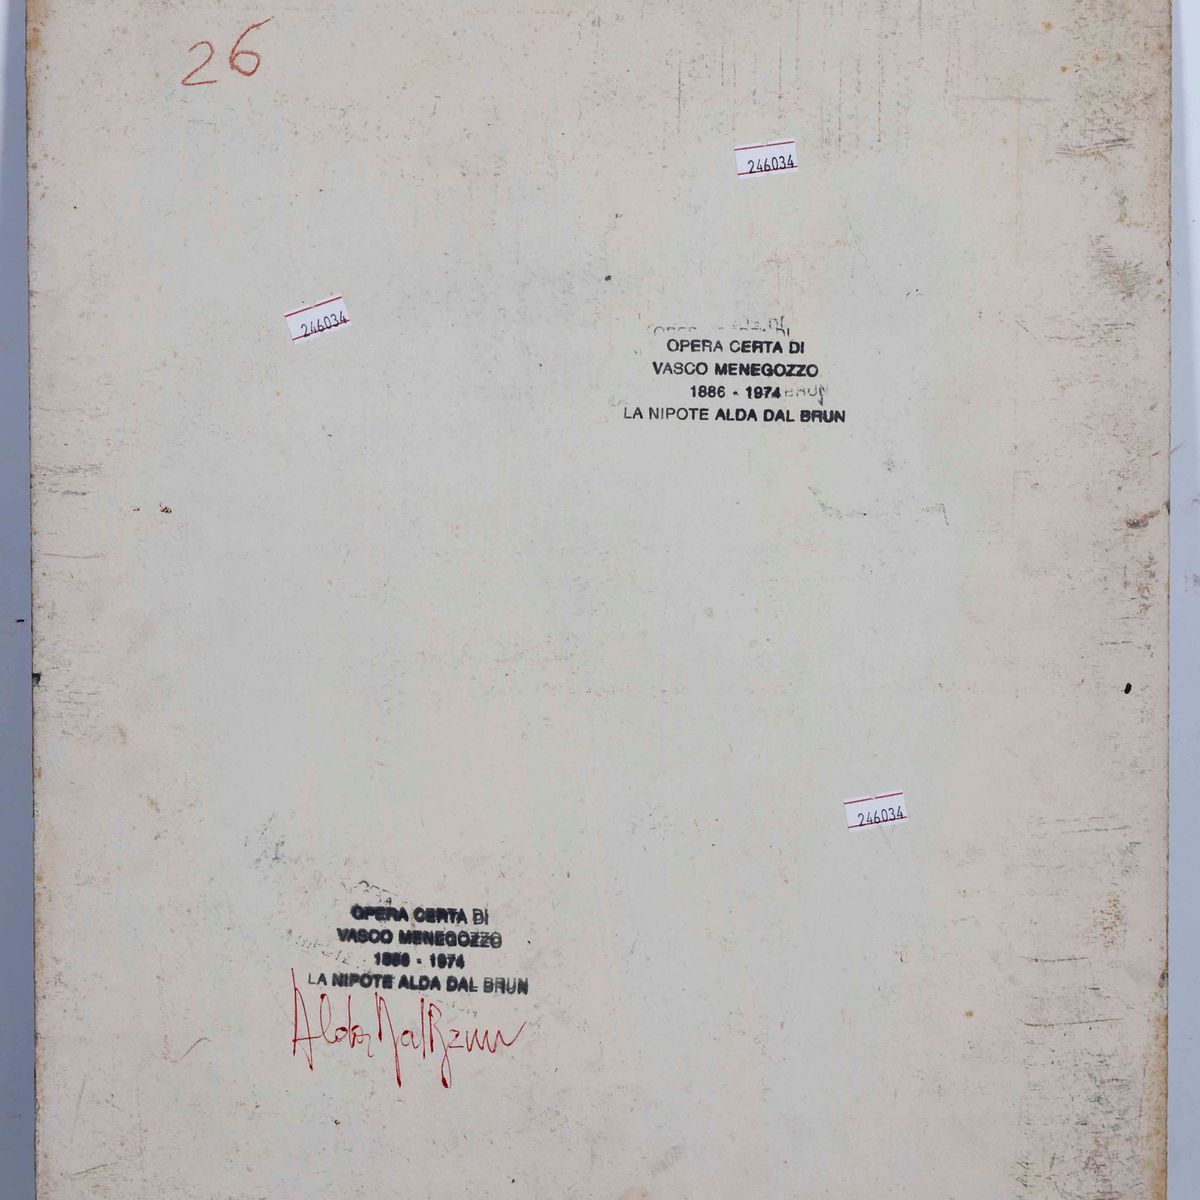 26
246034
246034
OPERA CERTA DI
VASCO MENEGOZZO
1886 - 1974
LA NIPOTE ALDA DAL BRUN
246034
OPERA CERTA DI
VASCO MENEGOZZO
1886 - 1974
LA NIPOTE ALDA DAL BRUN
Alda Dal Brun